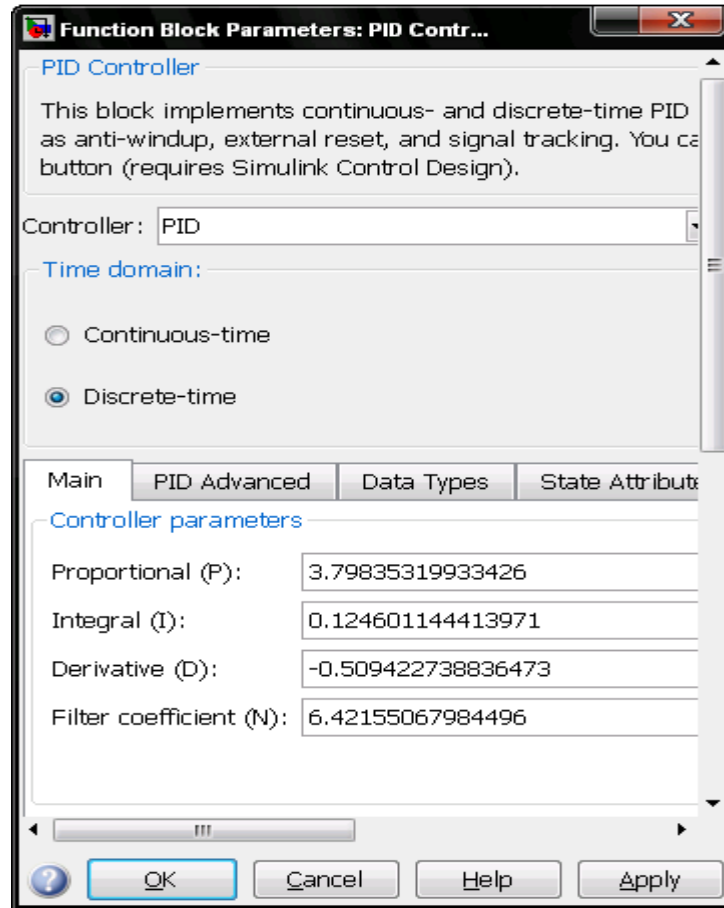 Function Block Parameters: PID Contr...
PID Controller
This block implements continuous- and discrete-time PID
as anti-windup, external reset, and signal tracking. You ca
button (requires Simulink Control Design).
Controller: PID
Time domain:
Continuous-time
Discrete-time
Main PID Advanced Data Types State Attribute
Controller parameters
Proportional (P): 3.79835319933426
Integral (I): 0.124601144413971
Derivative (D): -0.509422738836473
Filter coefficient (N): 6.42155067984496
? OK Cancel Help Apply